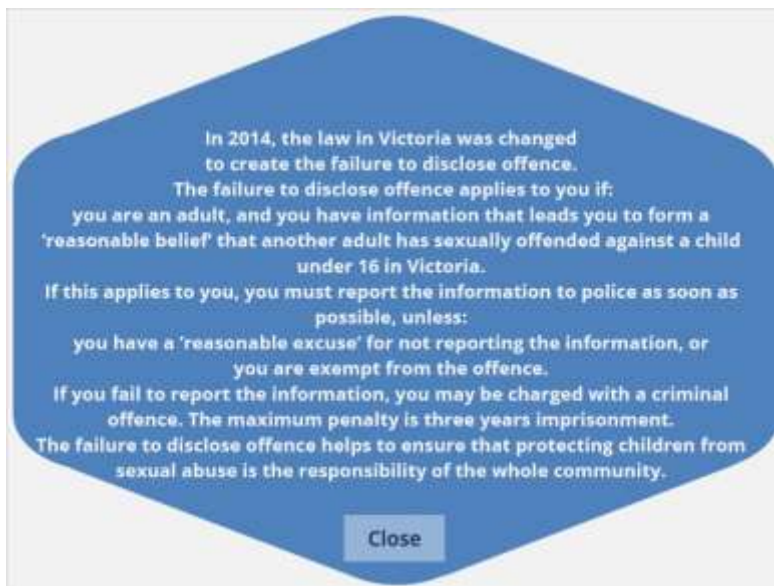 In 2014, the law in Victoria was changed
to create the failure to disclose offence.
The failure to disclose offence applies to you if:
you are an adult, and you have information that leads you to form a
'reasonable belief' that another adult has sexually offended against a child
under 16 in Victoria.
If this applies to you, you must report the information to police as soon as
possible, unless:
you have a 'reasonable excuse' for not reporting the information, or
you are exempt from the offence.
If you fail to report the information, you may be charged with a criminal
offence. The maximum penalty is three years imprisonment.
The failure to disclose offence helps to ensure that protecting children from
sexual abuse is the responsibility of the whole community.
Close